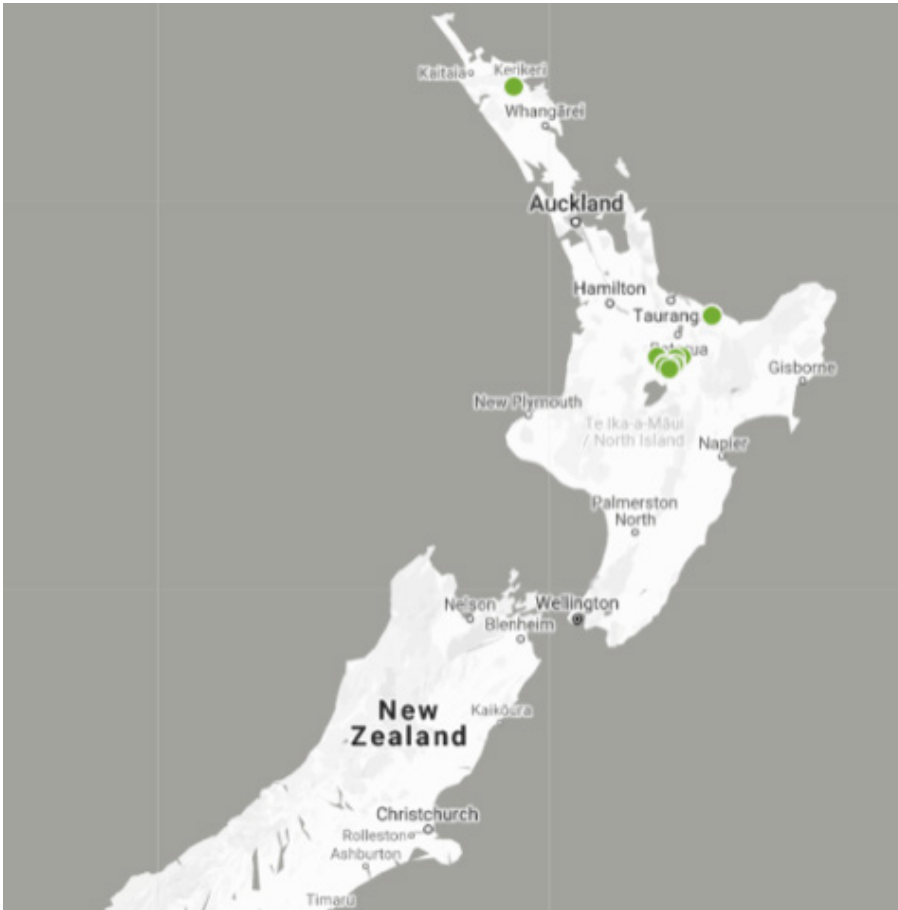 Kerikeri
Kaitaia
Whangārei
Auckland
Hamilton
Taurang
Gisborne
New Plymouth
Te Ika-a-Māui
/ North Island
Napier
Palmerston
North
Nelson
Wellington
Blenheim
New
Zealand
Kaikōura
Christchurch
Rolleston
Ashburton
Timaru